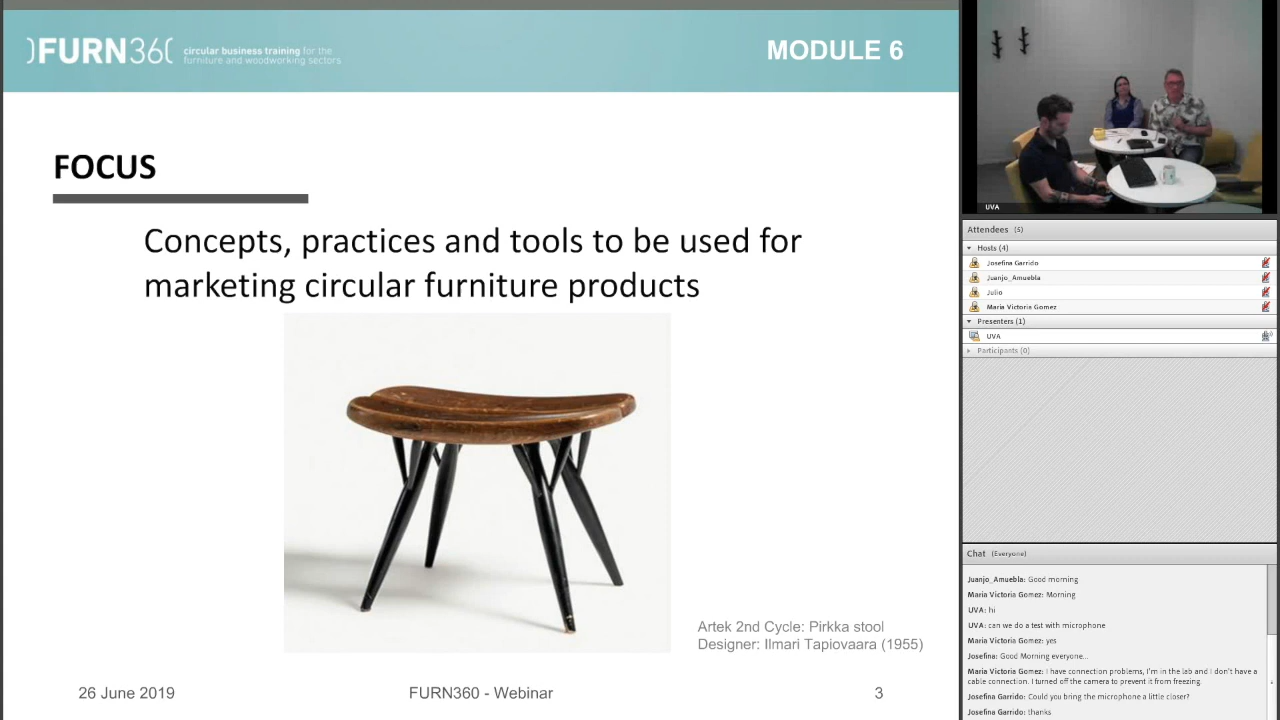 FURN360
circular business training for the
furniture and woodworking sectors
MODULE 6
FOCUS
Concepts, practices and tools to be used for
marketing circular furniture products
Artek 2nd Cycle: Pirkka stool
Designer: Ilmari Tapiovaara (1955)
26 June 2019
FURN360 - Webinar
3
UVA
Attendees (5)
Hosts (4)
Josefina Garrido
Juanjo_Amuebla
Julio
Maria Victoria Gomez
Presenters (1)
UVA
Participants (0)
Chat (Everyone)
Juanjo_Amuebla: Good morning
Maria Victoria Gomez: Morning
UVA: hi
UVA: can we do a test with microphone
Maria Victoria Gomez: yes
Josefina: Good Morning everyone...
Maria Victoria Gomez: I have connection problems, I'm in the lab and I don't have a
cable connection. I turned off the camera to prevent it from freezing.
Josefina Garrido: Could you bring the microphone a little closer?
Josefina Garrido: thanks